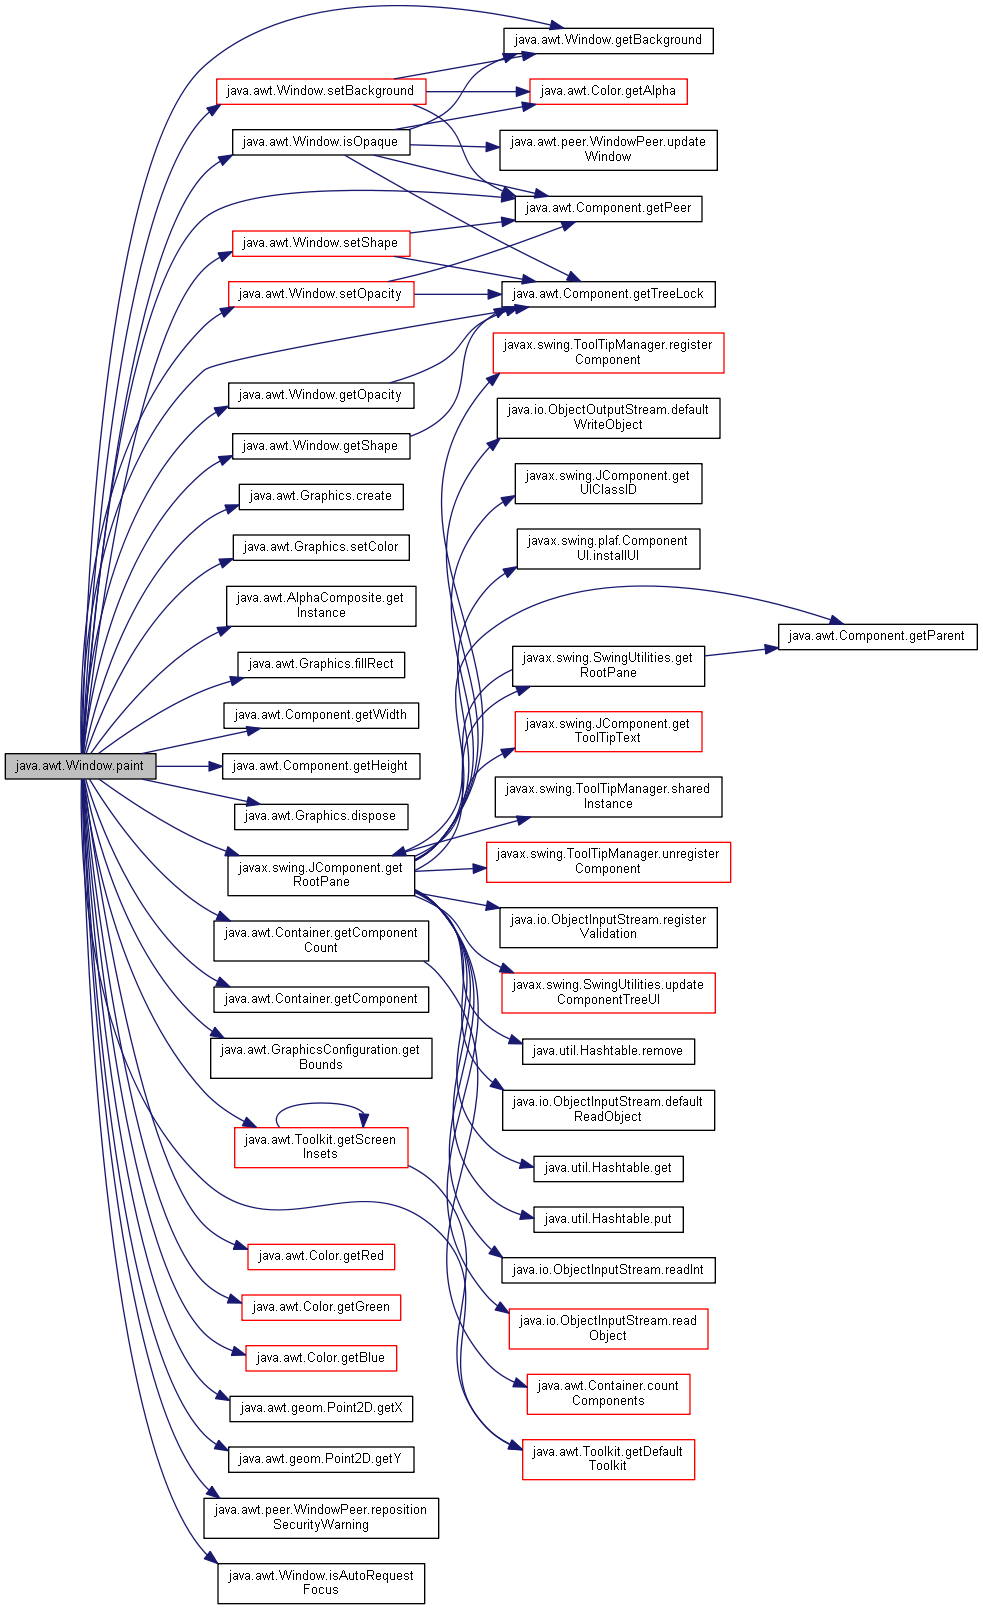 java.awt.Window.paint
java.awt.Window.setBackground
java.awt.Window.isOpaque
java.awt.Window.setShape
java.awt.Window.setOpacity
java.awt.Window.getOpacity
java.awt.Window.getShape
java.awt.Graphics.create
java.awt.Graphics.setColor
java.awt.AlphaComposite.get
Instance
java.awt.Graphics.fillRect
java.awt.Component.getWidth
java.awt.Component.getHeight
java.awt.Graphics.dispose
javax.swing.JComponent.get
RootPane
java.awt.Container.getComponent
Count
java.awt.Container.getComponent
java.awt.GraphicsConfiguration.get
Bounds
java.awt.Toolkit.getScreen
Insets
java.awt.Color.getRed
java.awt.Color.getGreen
java.awt.Color.getBlue
java.awt.geom.Point2D.getX
java.awt.geom.Point2D.getY
java.awt.peer.WindowPeer.reposition
SecurityWarning
java.awt.Window.isAutoRequest
Focus
java.awt.Window.getBackground
java.awt.Color.getAlpha
java.awt.peer.WindowPeer.update
Window
java.awt.Component.getPeer
java.awt.Component.getTreeLock
javax.swing.ToolTipManager.register
Component
java.io.ObjectOutputStream.default
WriteObject
javax.swing.JComponent.get
UIClassID
javax.swing.plaf.Component
UI.installUI
javax.swing.SwingUtilities.get
RootPane
javax.swing.JComponent.get
ToolTipText
javax.swing.ToolTipManager.shared
Instance
javax.swing.ToolTipManager.unregister
Component
java.io.ObjectInputStream.register
Validation
javax.swing.SwingUtilities.update
ComponentTreeUI
java.util.Hashtable.remove
java.io.ObjectInputStream.default
ReadObject
java.util.Hashtable.get
java.util.Hashtable.put
java.io.ObjectInputStream.readInt
java.io.ObjectInputStream.read
Object
java.awt.Container.count
Components
java.awt.Toolkit.getDefault
Toolkit
java.awt.Component.getParent